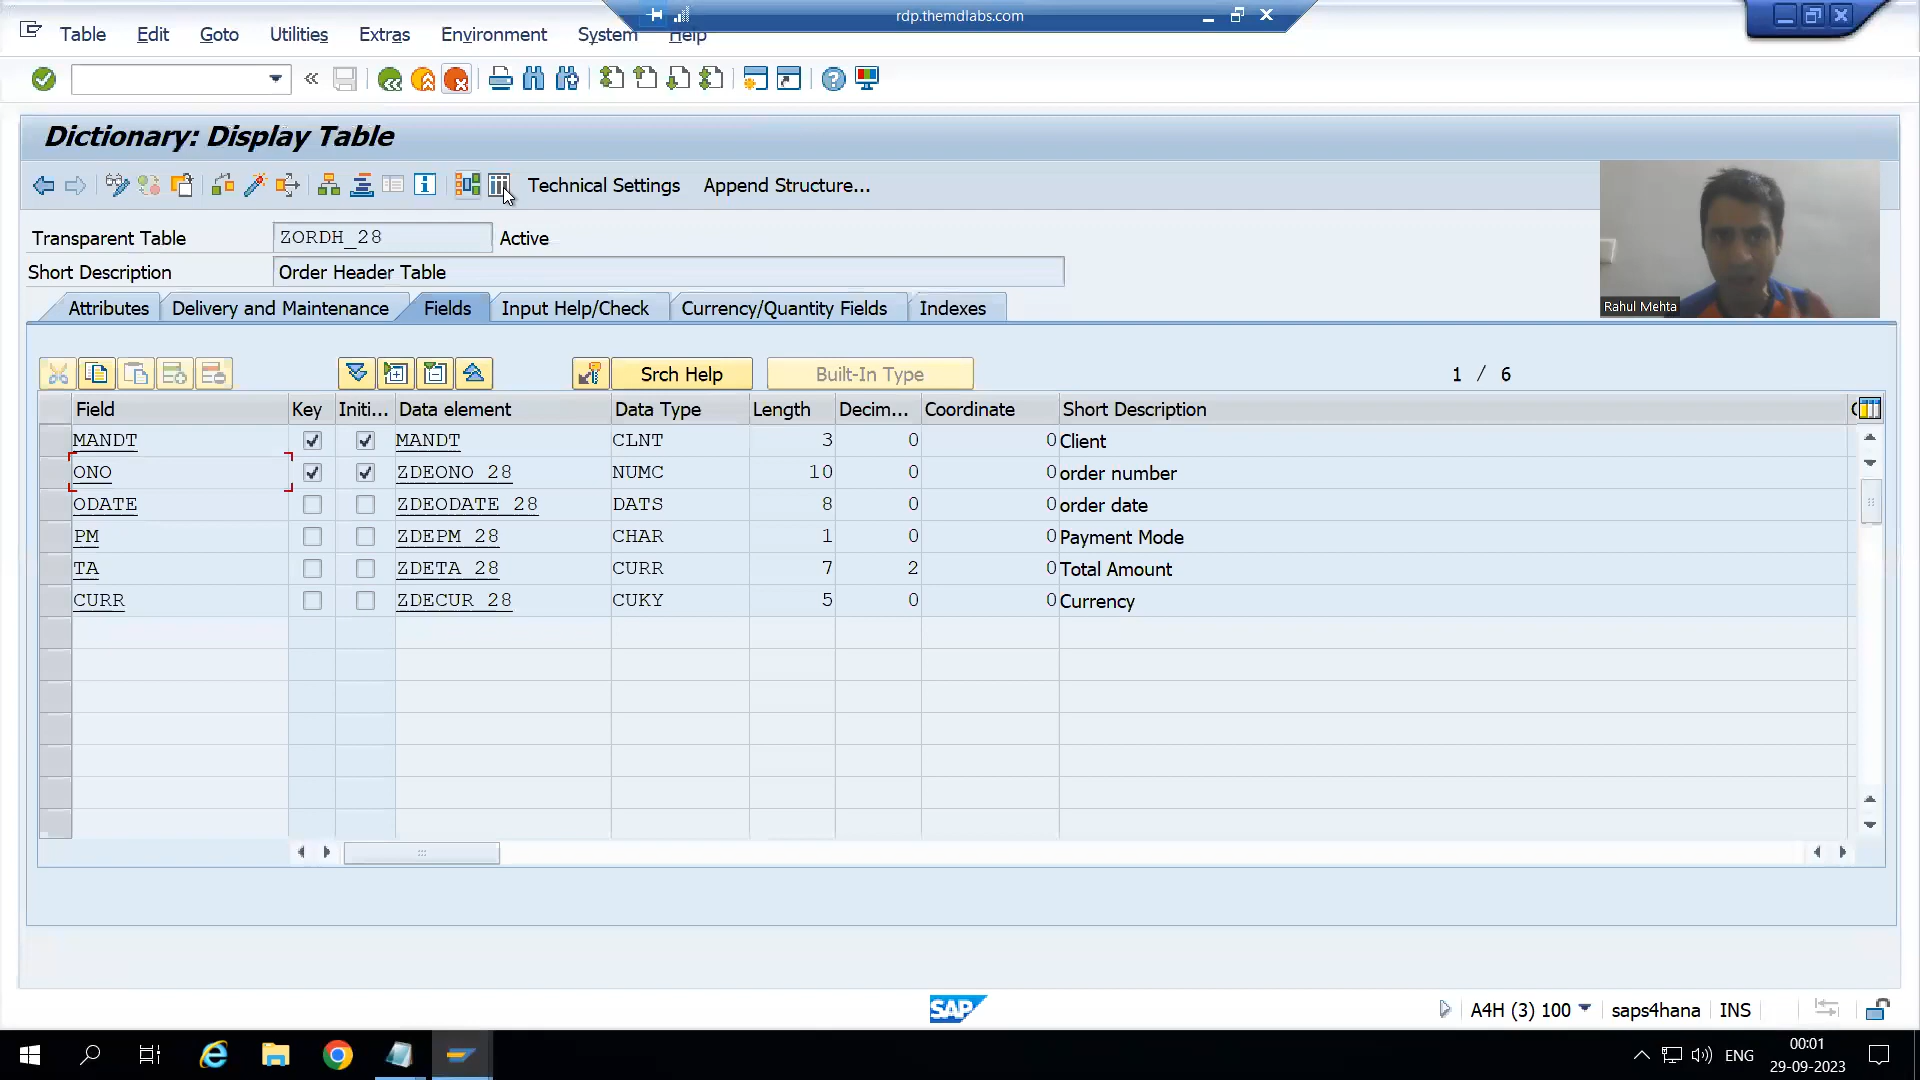 rdp.themdlabs.com
Table Edit Goto Utilities Extras Environment System Help
Dictionary: Display Table
Technical Settings Append Structure...
Transparent Table ZORDH_28 Active
Short Description Order Header Table
Rahul Mehta
Attributes Delivery and Maintenance Fields Input Help/Check Currency/Quantity Fields Indexes
Srch Help Built-In Type 1 / 6
Field Key Initi... Data element Data Type Length Decim... Coordinate Short Description
MANDT MANDT CLNT 3 0 0 Client
ONO ZDEONO_28 NUMC 10 0 0 order number
ODATE ZDEODATE_28 DATS 8 0 0 order date
PM ZDEPM_28 CHAR 1 0 0 Payment Mode
TA ZDETA_28 CURR 7 2 0 Total Amount
CURR ZDECUR_28 CUKY 5 0 0 Currency
SAP A4H (3) 100 saps4hana INS
ENG 00:01
29-09-2023